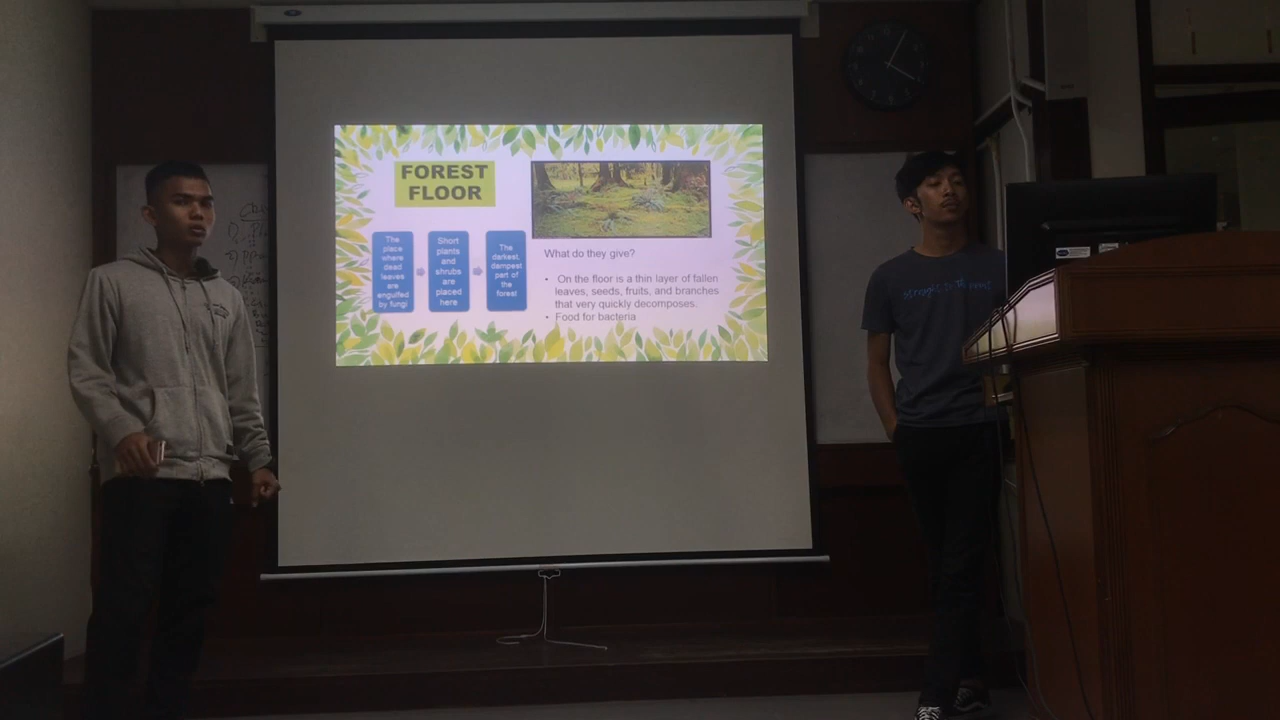 FOREST
FLOOR
The
place
where
dead
leaves
are
engulfed
by fungi
Short
plants
and
shrubs
are
placed
here
The
darkest,
dampest
part of
the
forest
What do they give?
• On the floor is a thin layer of fallen
leaves, seeds, fruits, and branches
that very quickly decomposes.
• Food for bacteria